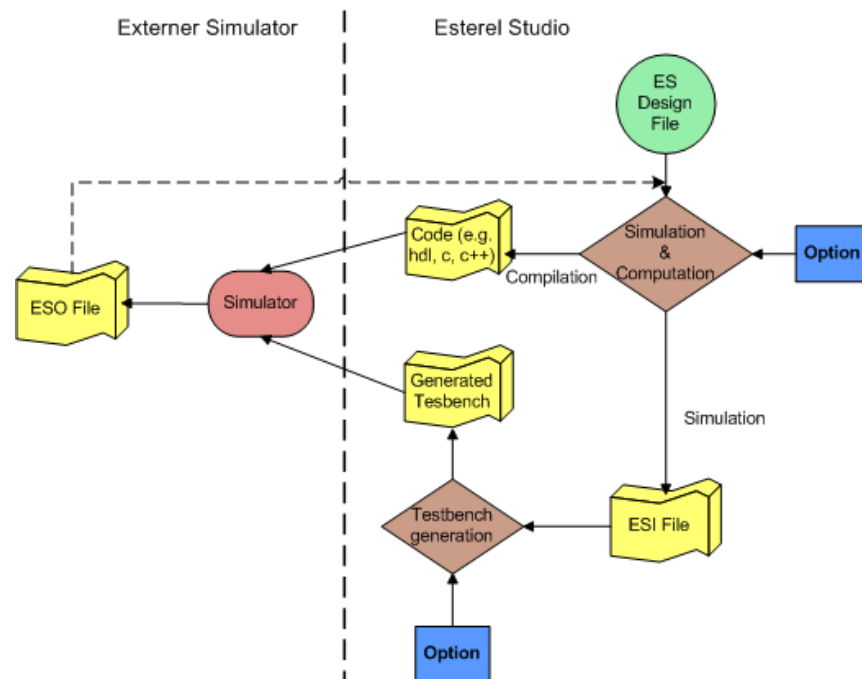 Externer Simulator
Esterel Studio
ES
Design
File
Code (e.g.
hdl, c, c++)
Simulation
&
Computation
Option
Compilation
ESO File
Simulator
Generated
Tesbench
Simulation
Testbench
generation
ESI File
Option